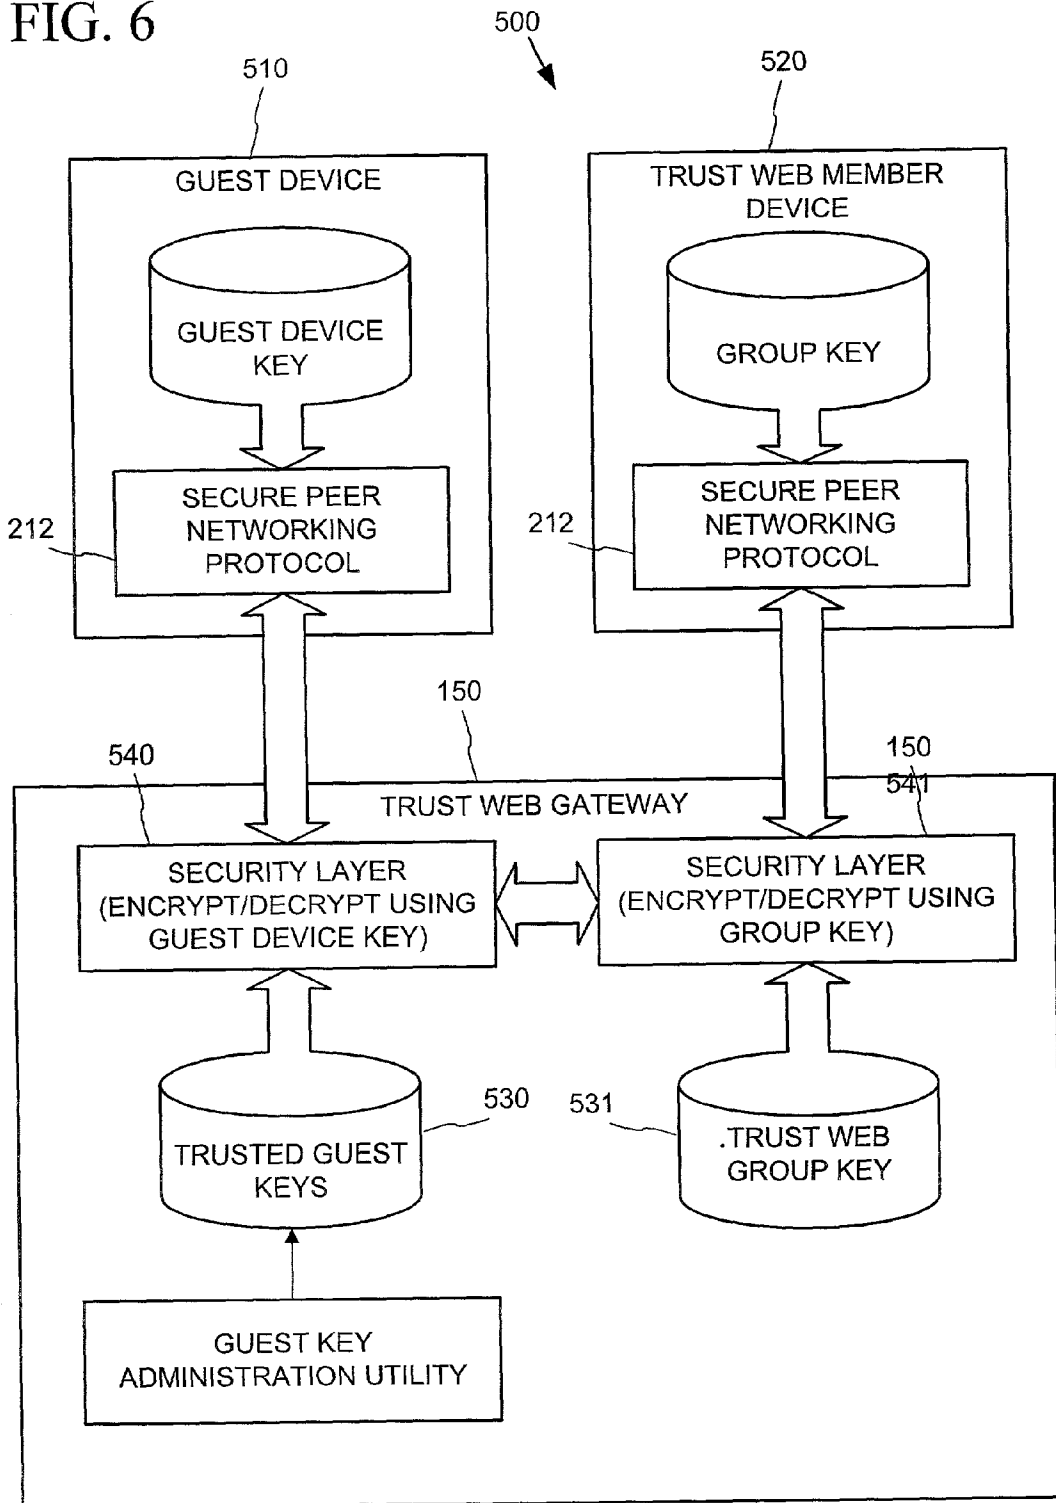 FIG. 6
500
510
520
GUEST DEVICE
GUEST DEVICE
KEY
SECURE PEER
NETWORKING
PROTOCOL
212
TRUST WEB MEMBER
DEVICE
GROUP KEY
SECURE PEER
NETWORKING
PROTOCOL
212
150
540
150
541
TRUST WEB GATEWAY
SECURITY LAYER
(ENCRYPT/DECRYPT USING
GUEST DEVICE KEY)
SECURITY LAYER
(ENCRYPT/DECRYPT USING
GROUP KEY)
530
531
TRUSTED GUEST
KEYS
.TRUST WEB
GROUP KEY
GUEST KEY
ADMINISTRATION UTILITY